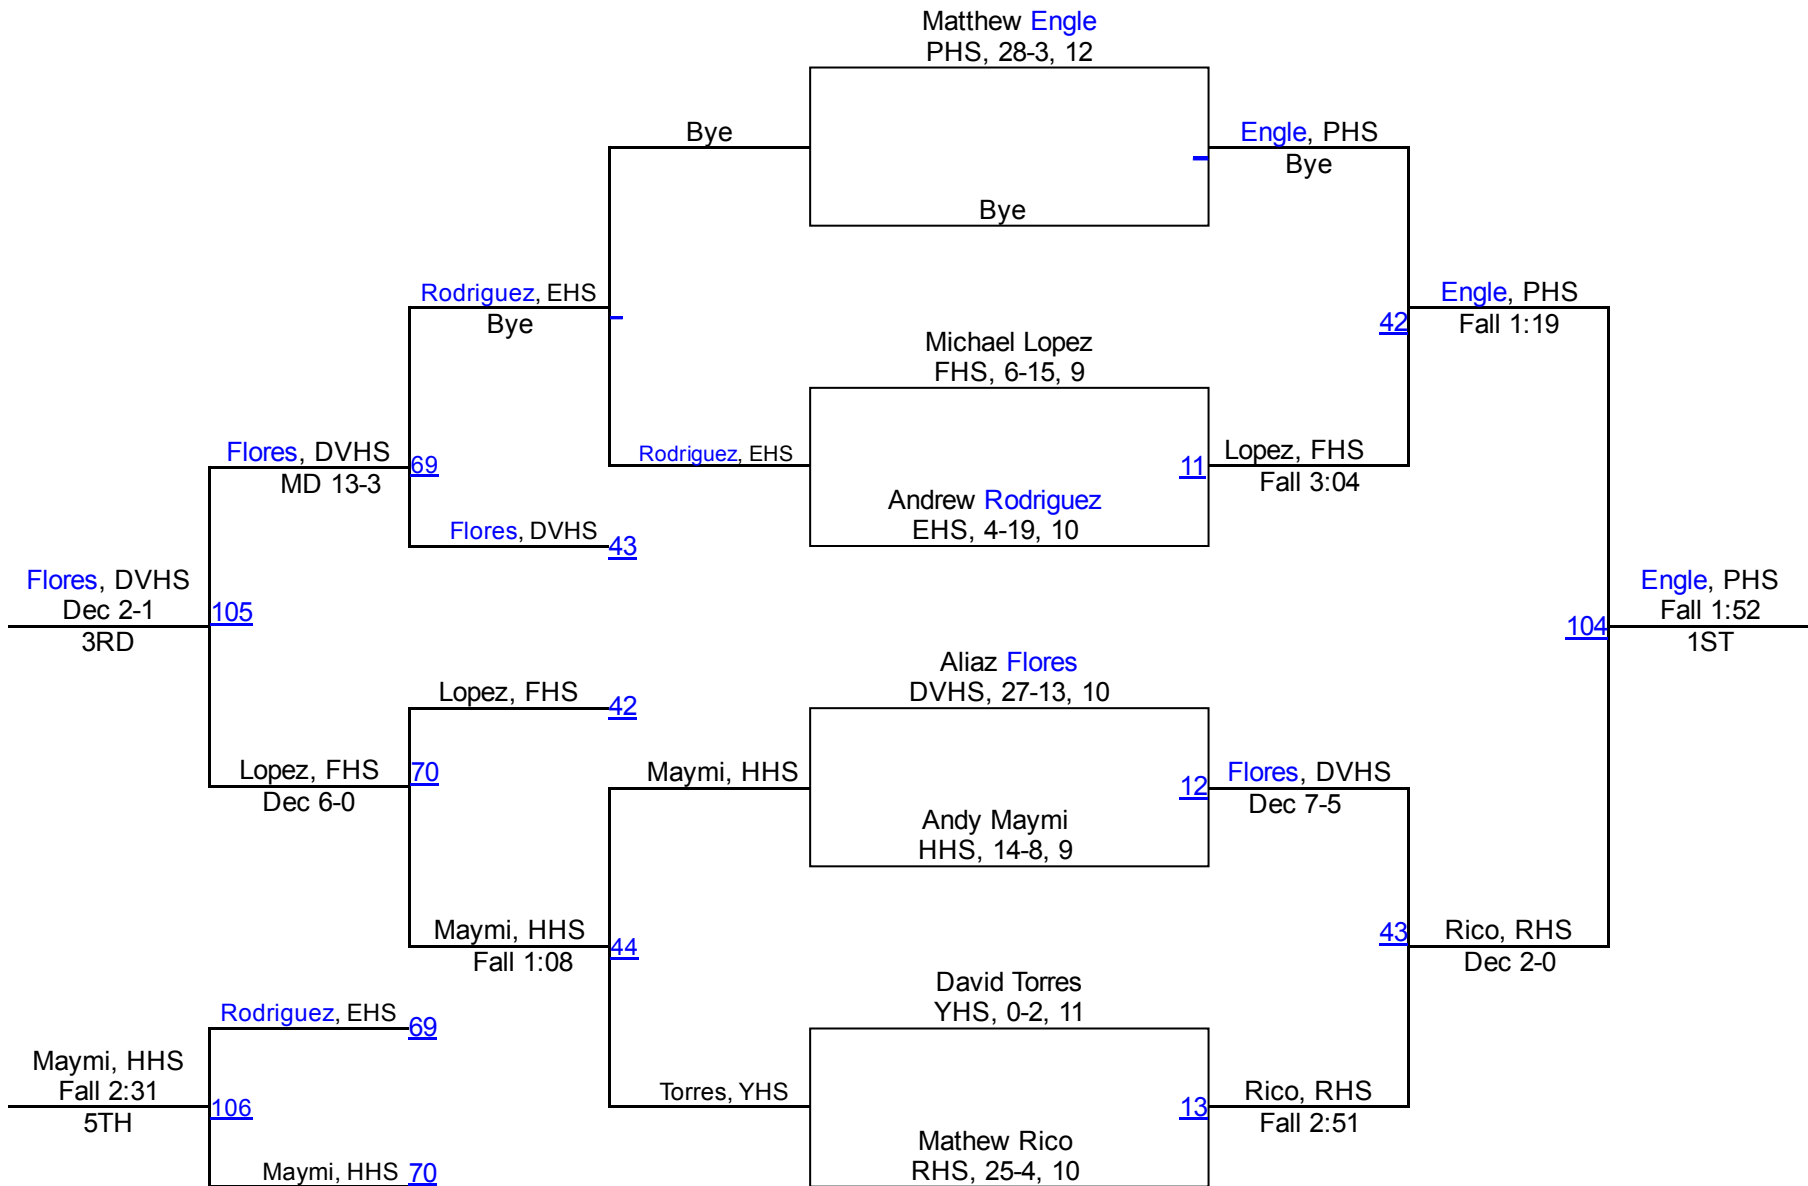 Matthew Engle
PHS, 28-3, 12
Bye
Engle, PHS
Bye
Bye
Rodriguez, EHS
Bye
Engle, PHS
42
Fall 1:19
Michael Lopez
FHS, 6-15, 9
Flores, DVHS
69
MD 13-3
Rodriguez, EHS
11
Lopez, FHS
Fall 3:04
Andrew Rodriguez
EHS, 4-19, 10
Flores, DVHS
43
Flores, DVHS
Dec 2-1
105
3RD
Engle, PHS
Fall 1:52
104
1ST
Aliaz Flores
DVHS, 27-13, 10
Lopez, FHS
42
Lopez, FHS
70
Dec 6-0
Maymi, HHS
12
Flores, DVHS
Dec 7-5
Andy Maymi
HHS, 14-8, 9
Maymi, HHS
44
Fall 1:08
43
Rico, RHS
Dec 2-0
David Torres
YHS, 0-2, 11
Rodriguez, EHS
69
Maymi, HHS
Fall 2:31
106
5TH
Torres, YHS
13
Rico, RHS
Fall 2:51
Mathew Rico
RHS, 25-4, 10
Maymi, HHS
70